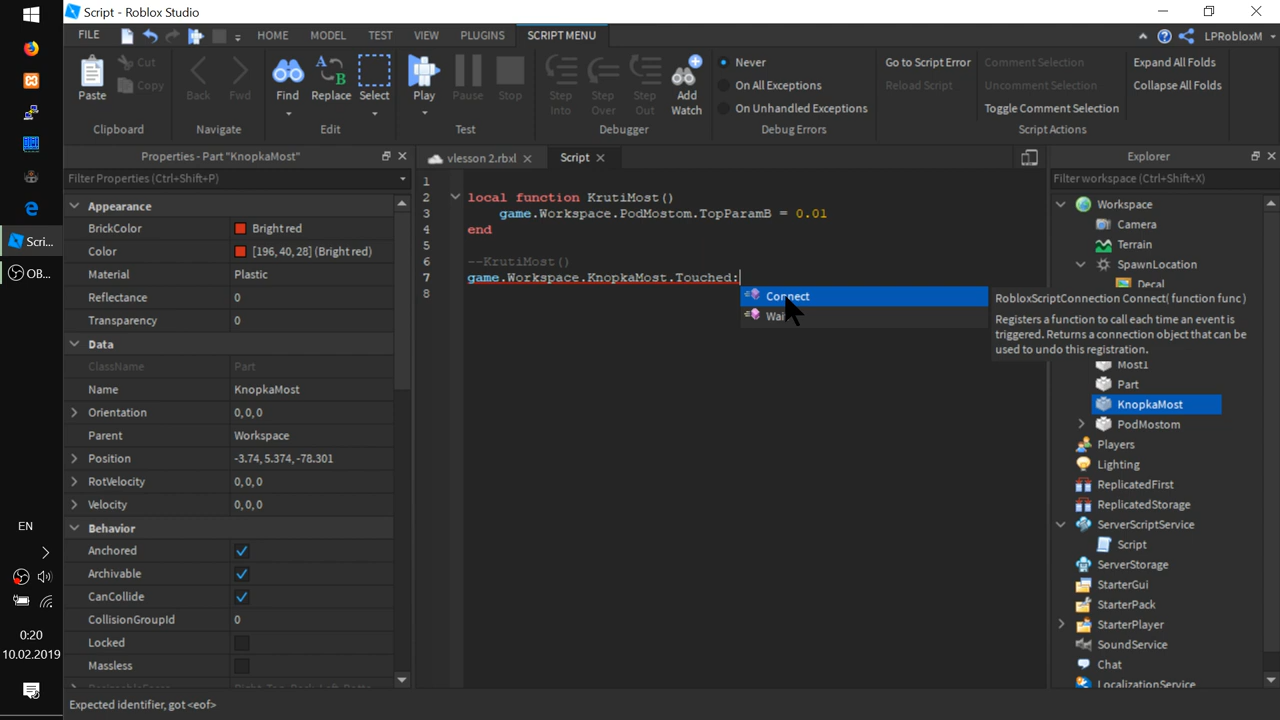 Script - Roblox Studio
FILE
HOME
MODEL
TEST
VIEW
PLUGINS
SCRIPT MENU
LPRobloxM
Paste
Cut
Copy
Clipboard
Back
Fwd
Navigate
Find
Replace
Select
Edit
Play
Pause
Stop
Test
Step Into
Step Over
Step Out
Add Watch
Debugger
Never
On All Exceptions
On Unhandled Exceptions
Debug Errors
Go to Script Error
Reload Script
Comment Selection
Uncomment Selection
Toggle Comment Selection
Expand All Folds
Collapse All Folds
Script Actions
Properties - Part "KnopkaMost"
Filter Properties (Ctrl+Shift+P)
Appearance
BrickColor Bright red
Color [196, 40, 28] (Bright red)
Material Plastic
Reflectance 0
Transparency 0
Data
ClassName Part
Name KnopkaMost
Orientation 0, 0, 0
Parent Workspace
Position -3.74, 5.374, -78.301
RotVelocity 0, 0, 0
Velocity 0, 0, 0
Behavior
Anchored
Archivable
CanCollide
CollisionGroupId 0
Locked
Massless
vlesson 2.rbxl
Script
1
2 local function KrutiMost()
3 game.Workspace.PodMostom.TopParamB = 0.01
4 end
5
6 --KrutiMost()
7 game.Workspace.KnopkaMost.Touched:
8
Connect
RobloxScriptConnection Connect( function func )
Registers a function to call each time an event is
triggered. Returns a connection object that can be
used to undo this registration.
Explorer
Filter workspace (Ctrl+Shift+X)
Workspace
Camera
Terrain
SpawnLocation
Decal
Most1
Part
KnopkaMost
PodMostom
Players
Lighting
ReplicatedFirst
ReplicatedStorage
ServerScriptService
Script
ServerStorage
StarterGui
StarterPack
StarterPlayer
SoundService
Chat
LocalizationService
Scri...
OB...
EN
0:20
10.02.2019
Expected identifier, got <eof>